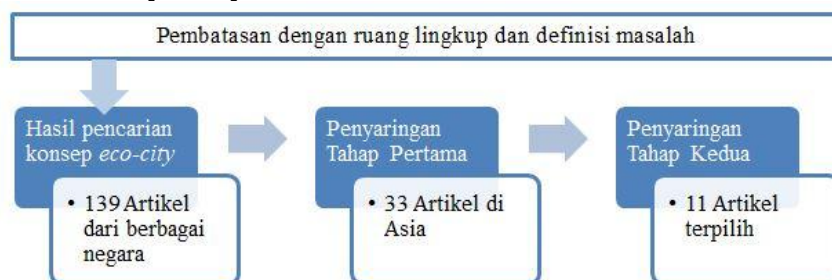 Pembatasan dengan ruang lingkup dan definisi masalah
Hasil pencarian
konsep eco-city
• 139 Artikel
dari berbagai
negara
Penyaringan
Tahap Pertama
• 33 Artikel di
Asia
Penyaringan
Tahap Kedua
• 11 Artikel
terpilih